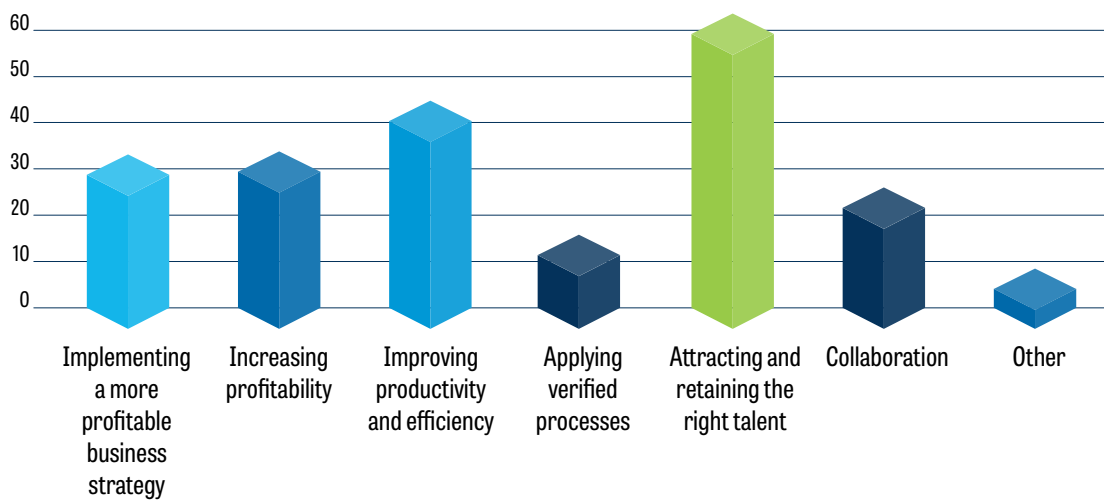 60
50
40
30
20
10
0
Implementing
a more
profitable
business
strategy
Increasing
profitability
Improving
productivity
and efficiency
Applying
verified
processes
Attracting and
retaining the
right talent
Collaboration
Other